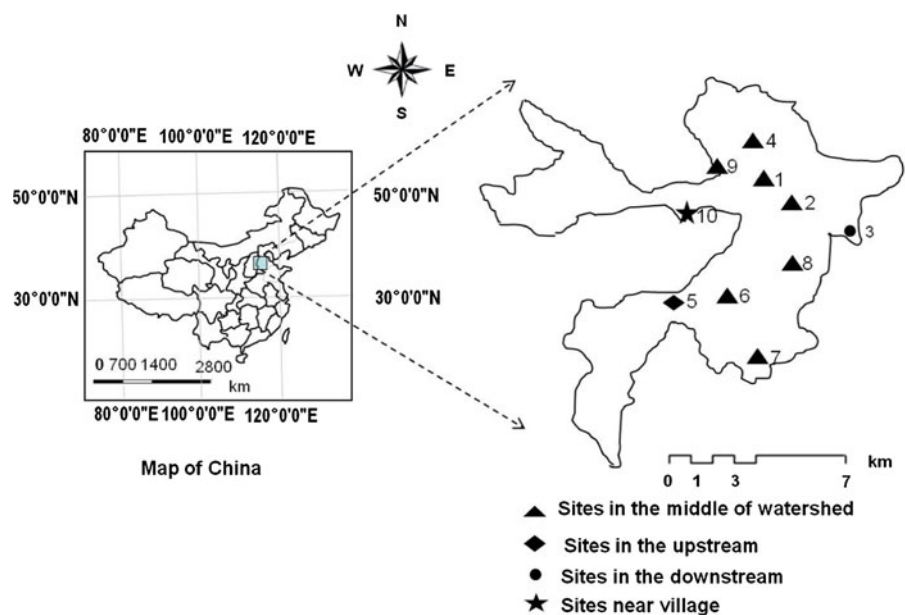 N
W E
S
80°0'0"E 100°0'0"E 120°0'0"E
50°0'0"N 50°0'0"N
30°0'0"N 30°0'0"N
0 700 1400 2800
km
80°0'0"E 100°0'0"E 120°0'0"E
Map of China
4
9
1
2
10
3
8
5
6
7
km
0 1 3 7
Sites in the middle of watershed
Sites in the upstream
Sites in the downstream
Sites near village